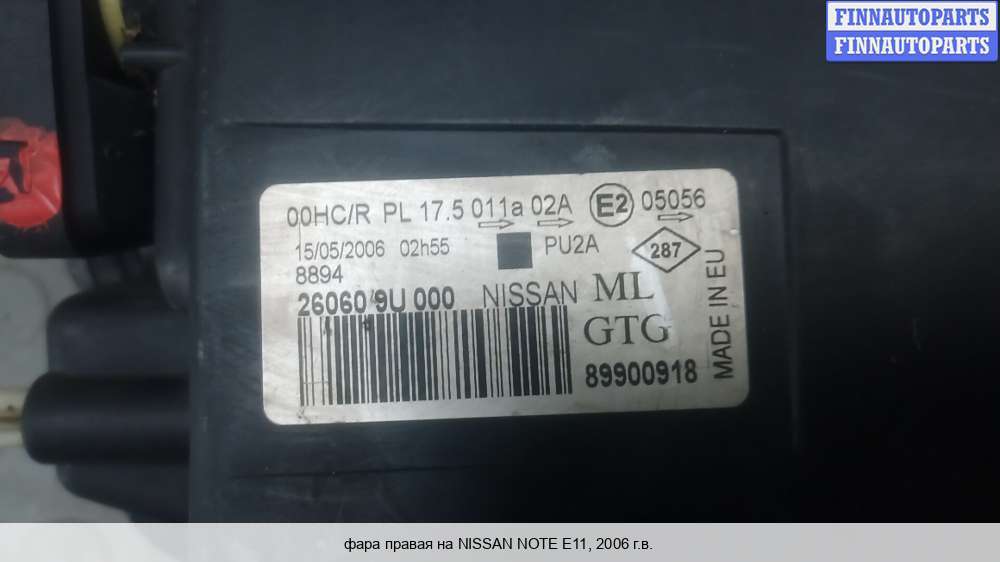 FINNAUTOPARTS
FINNAUTOPARTS
00HC/R PL 17.5 011a 02A E2 05056
15/05/2006 02h55 PU2A 287
8894
26060 9U 000 NISSAN ML
GTG
89900918
MADE IN EU
фара правая на NISSAN NOTE E11, 2006 г.в.